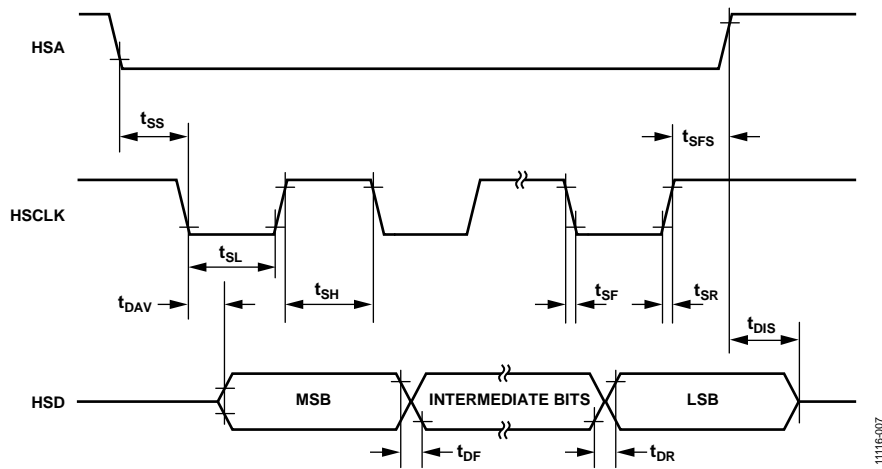 HSA
tSS
tSFS
HSCLK
tSL
tSH
tSF
tSR
tDAV
tDIS
HSD
MSB
INTERMEDIATE BITS
LSB
tDF
tDR
11116-007